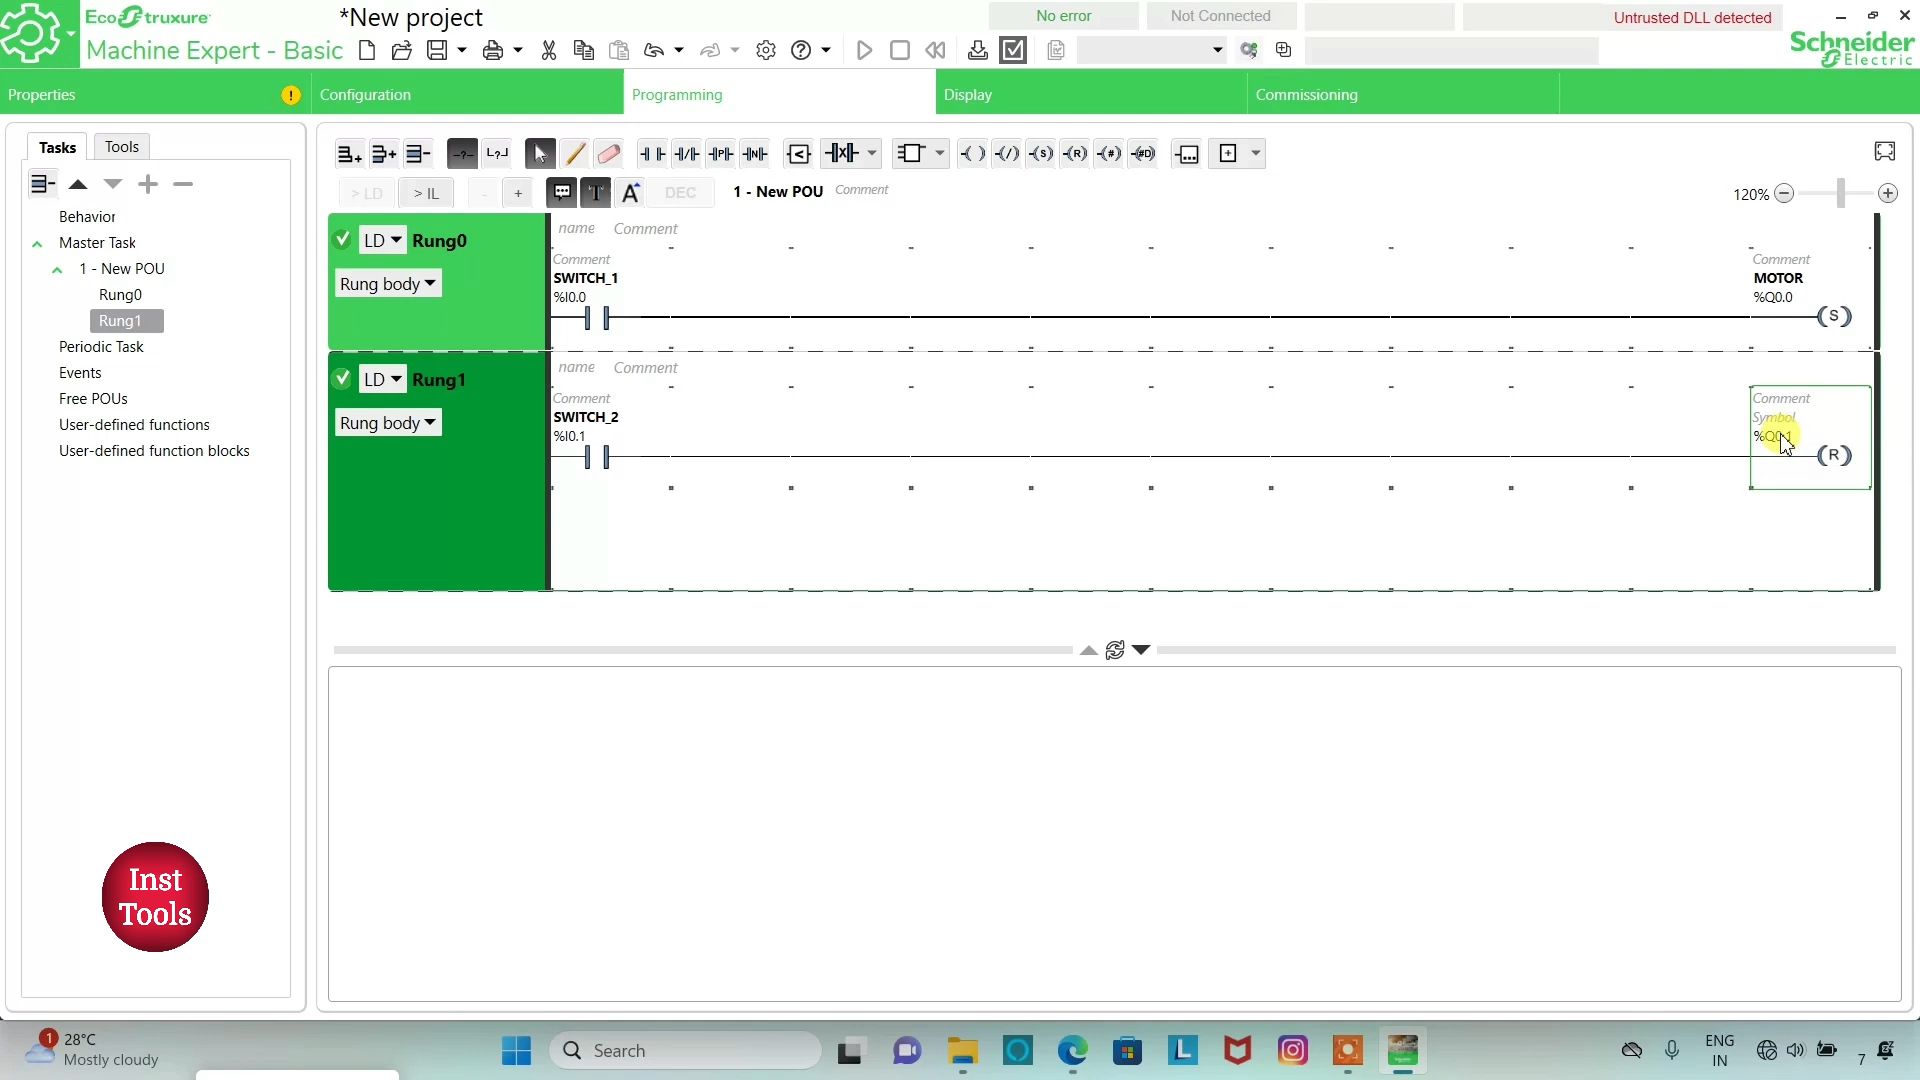 EcoStruxure
Machine Expert - Basic
*New project
No error
Not Connected
Untrusted DLL detected
Schneider
Electric
Properties
Configuration
Programming
Display
Commissioning
Tasks
Tools
Behavior
Master Task
1 - New POU
Rung0
Rung1
Periodic Task
Events
Free POUs
User-defined functions
User-defined function blocks
> LD
> IL
DEC
1 - New POU
Comment
120%
LD
Rung0
Rung body
name
Comment
Comment
SWITCH_1
%I0.0
Comment
MOTOR
%Q0.0
S
LD
Rung1
Rung body
name
Comment
Comment
SWITCH_2
%I0.1
Comment
Symbol
%Q0.1
R
Inst
Tools
1
28°C
Mostly cloudy
Search
ENG
IN
7